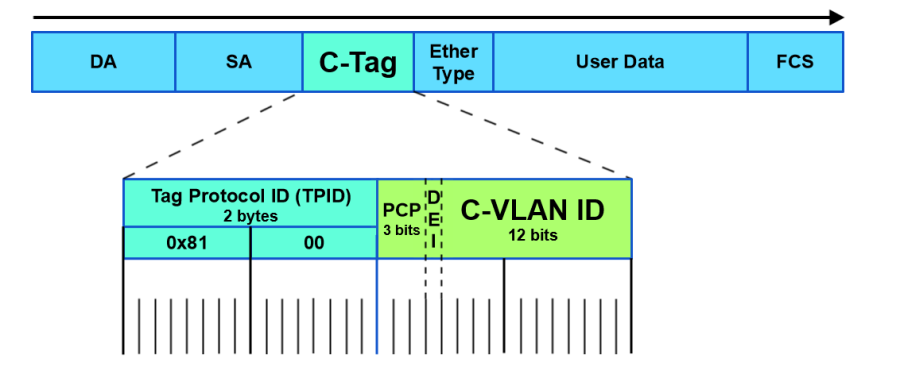 DA
SA
C-Tag
Ether
Type
User Data
FCS
Tag Protocol ID (TPID)
2 bytes
0x81
00
PCP
3 bits
D
E
I
C-VLAN ID
12 bits